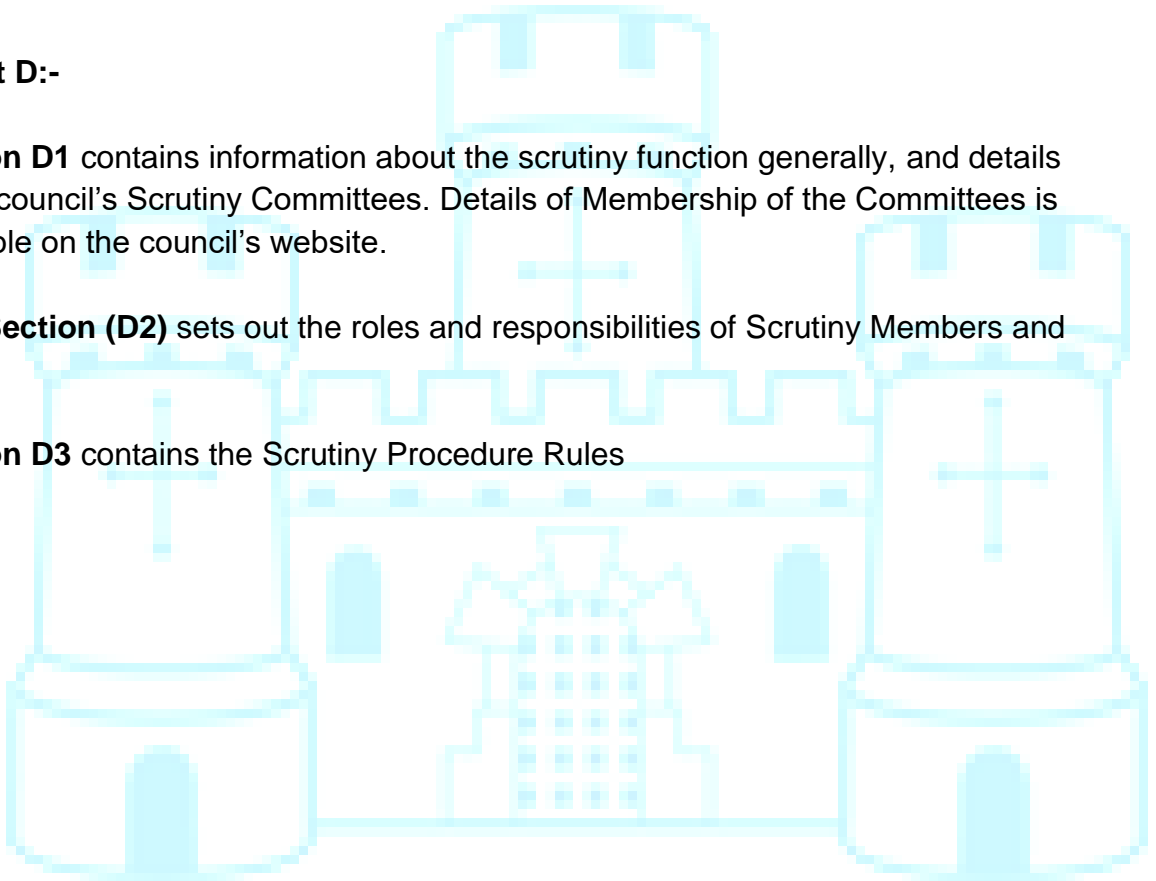 t D:-
on D1 contains information about the scrutiny function generally, and details
council’s Scrutiny Committees. Details of Membership of the Committees is
ble on the council’s website.
Section (D2) sets out the roles and responsibilities of Scrutiny Members and
on D3 contains the Scrutiny Procedure Rules